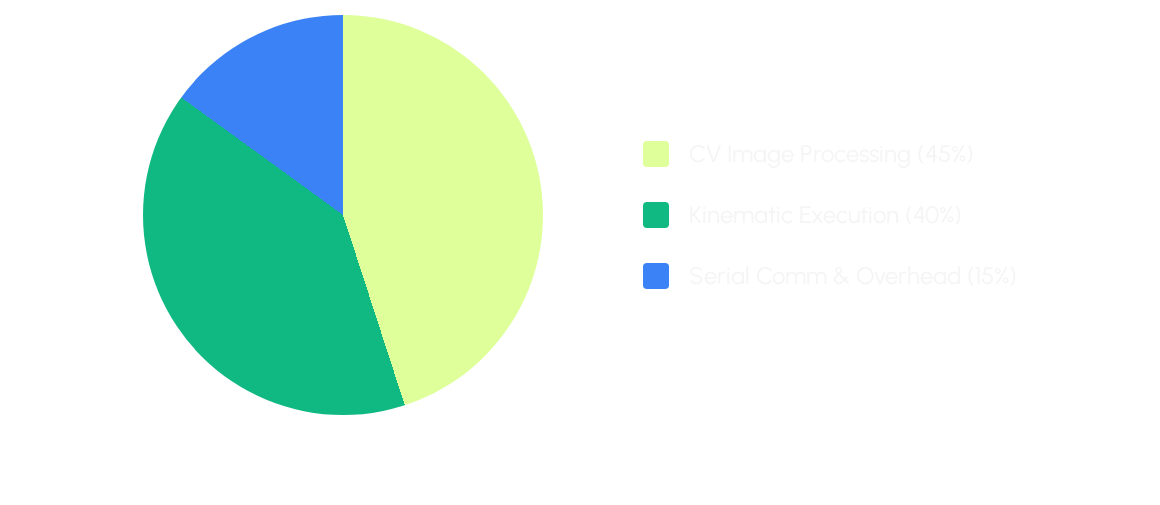 CV Image Processing (45%)
Kinematic Execution (40%)
Serial Comm & Overhead (15%)